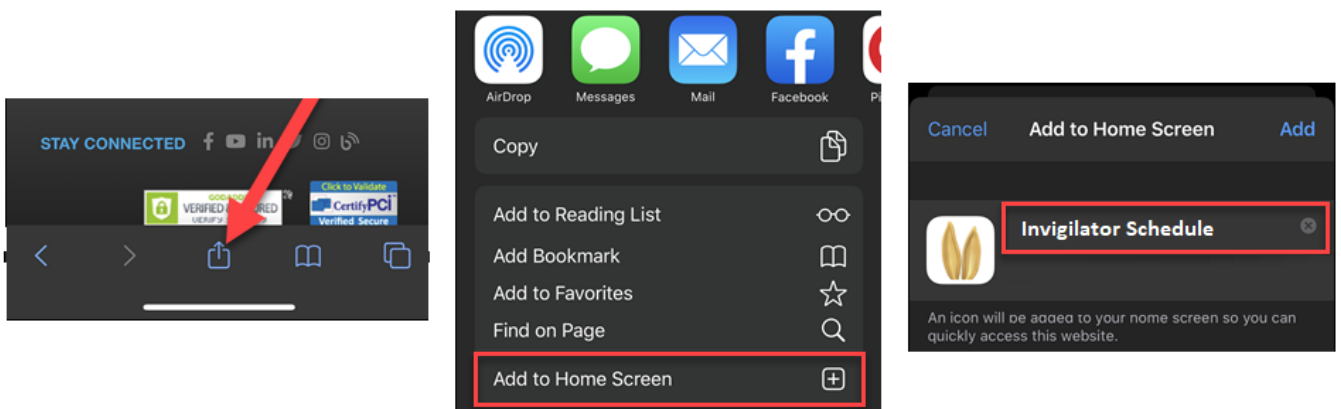 STAY CONNECTED
VERIFIED & SECURED
Click to Validate
CertifyPCI
Verified Secure
AirDrop
Messages
Mail
Facebook
Copy
Add to Reading List
Add Bookmark
Add to Favorites
Find on Page
Add to Home Screen
Cancel
Add to Home Screen
Add
Invigilator Schedule
An icon will be added to your home screen so you can
quickly access this website.